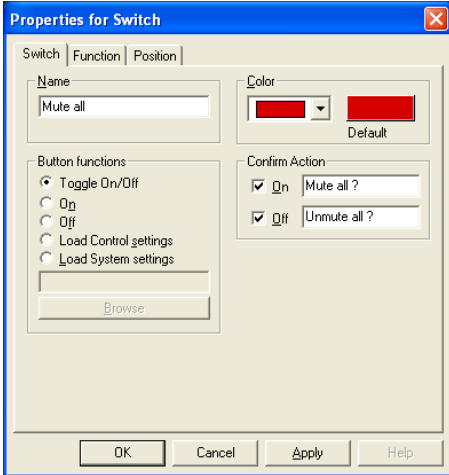 Properties for Switch
Switch Function Position
Name
Mute all
Color
Default
Button functions
Toggle On/Off
On
Off
Load Control settings
Load System settings
Browse
Confirm Action
On Mute all ?
Off Unmute all ?
OK Cancel Apply Help